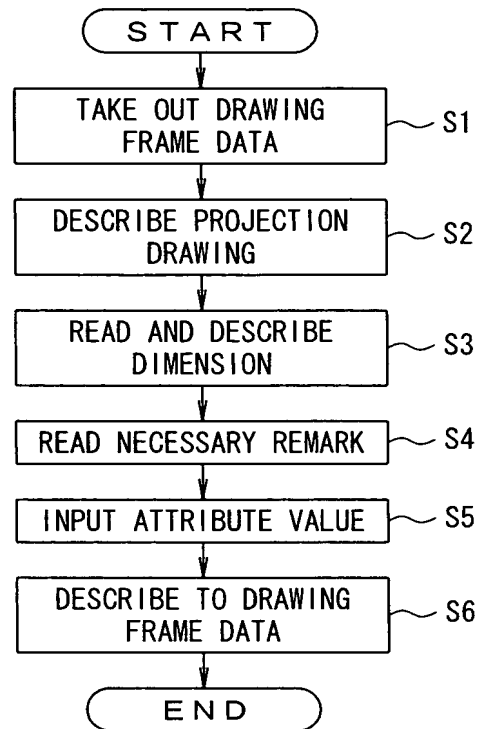 START
TAKE OUT DRAWING
FRAME DATA
S1
DESCRIBE PROJECTION
DRAWING
S2
READ AND DESCRIBE
DIMENSION
S3
READ NECESSARY REMARK
S4
INPUT ATTRIBUTE VALUE
S5
DESCRIBE TO DRAWING
FRAME DATA
S6
END